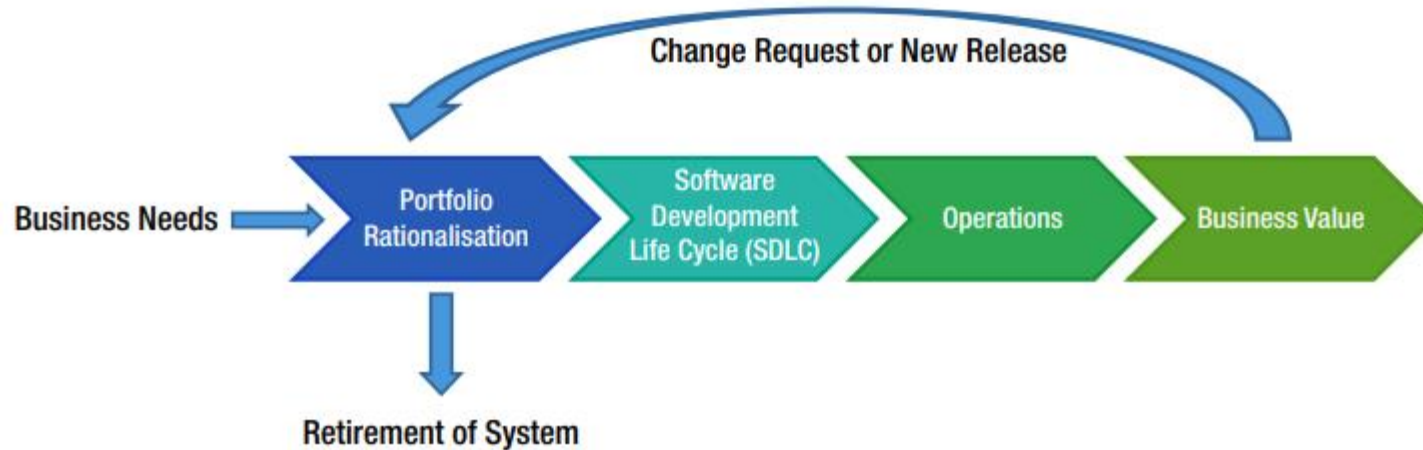 Change Request or New Release
Business Needs
Portfolio
Rationalisation
Software
Development
Life Cycle (SDLC)
Operations
Business Value
Retirement of System